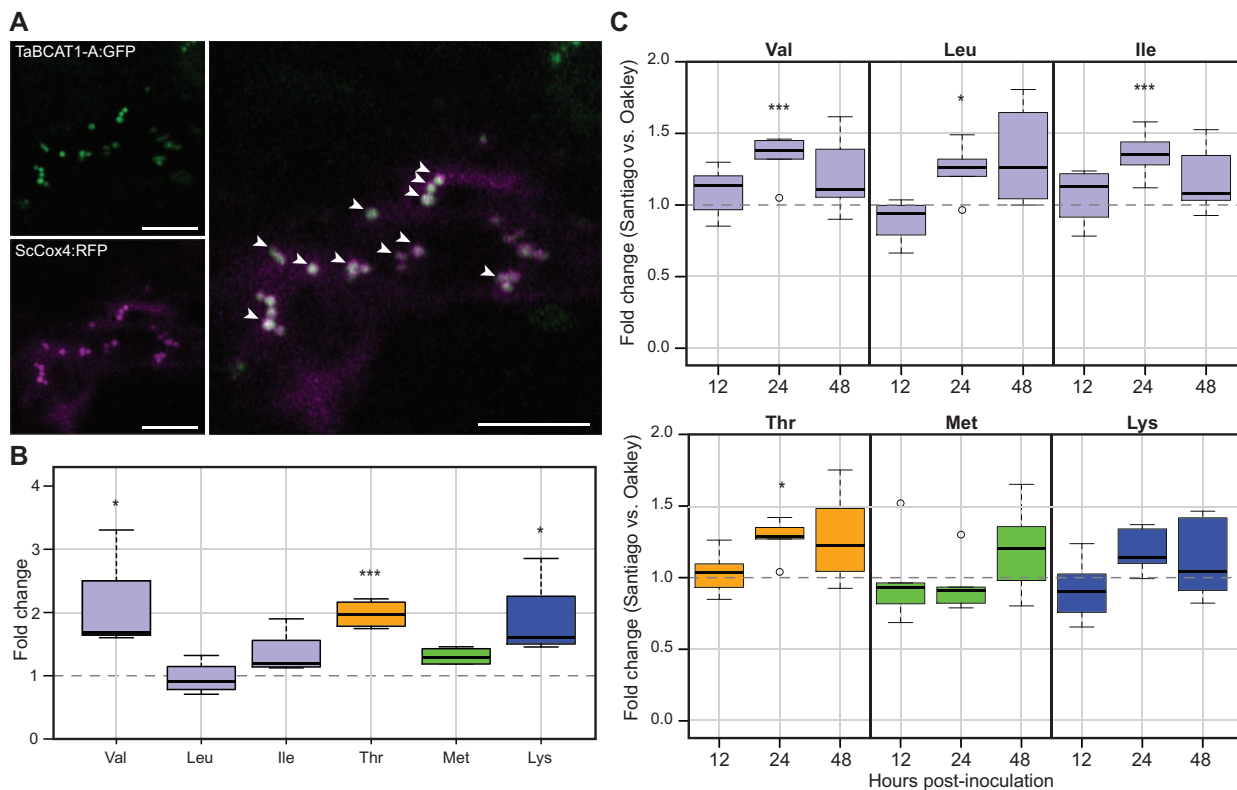 A
TaBCAT1-A:GFP
ScCox4:RFP
B
Fold change
4
3
2
1
0
*
***
*
Val Leu Ile Thr Met Lys
C
Val Leu Ile
Fold change (Santiago vs. Oakley)
2.0
1.5
1.0
0.5
0.0
***
*
***
12 24 48 12 24 48 12 24 48
Thr Met Lys
Fold change (Santiago vs. Oakley)
2.0
1.5
1.0
0.5
0.0
*
12 24 48 12 24 48 12 24 48
Hours post-inoculation